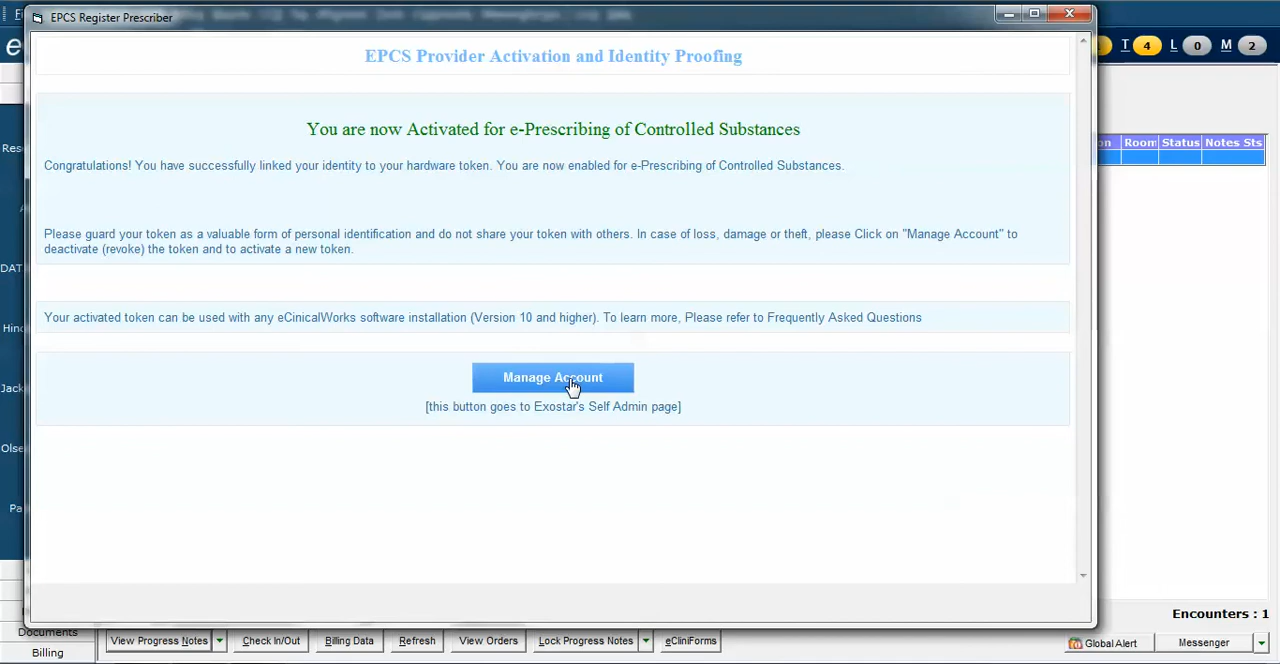 EPCS Register Prescriber
EPCS Provider Activation and Identity Proofing
T 4 L 0 M 2
You are now Activated for e-Prescribing of Controlled Substances
Room Status Notes Sts
Congratulations! You have successfully linked your identity to your hardware token. You are now enabled for e-Prescribing of Controlled Substances.
Please guard your token as a valuable form of personal identification and do not share your token with others. In case of loss, damage or theft, please Click on "Manage Account" to
deactivate (revoke) the token and to activate a new token.
DAT
Your activated token can be used with any eCinicalWorks software installation (Version 10 and higher). To learn more, Please refer to Frequently Asked Questions
Hind
Manage Account
Jack
[this button goes to Exostar's Self Admin page]
Olse
Pa
Encounters : 1
Documents
View Progress Notes Check In/Out Billing Data Refresh View Orders Lock Progress Notes eCliniForms Global Alert Messenger
Billing